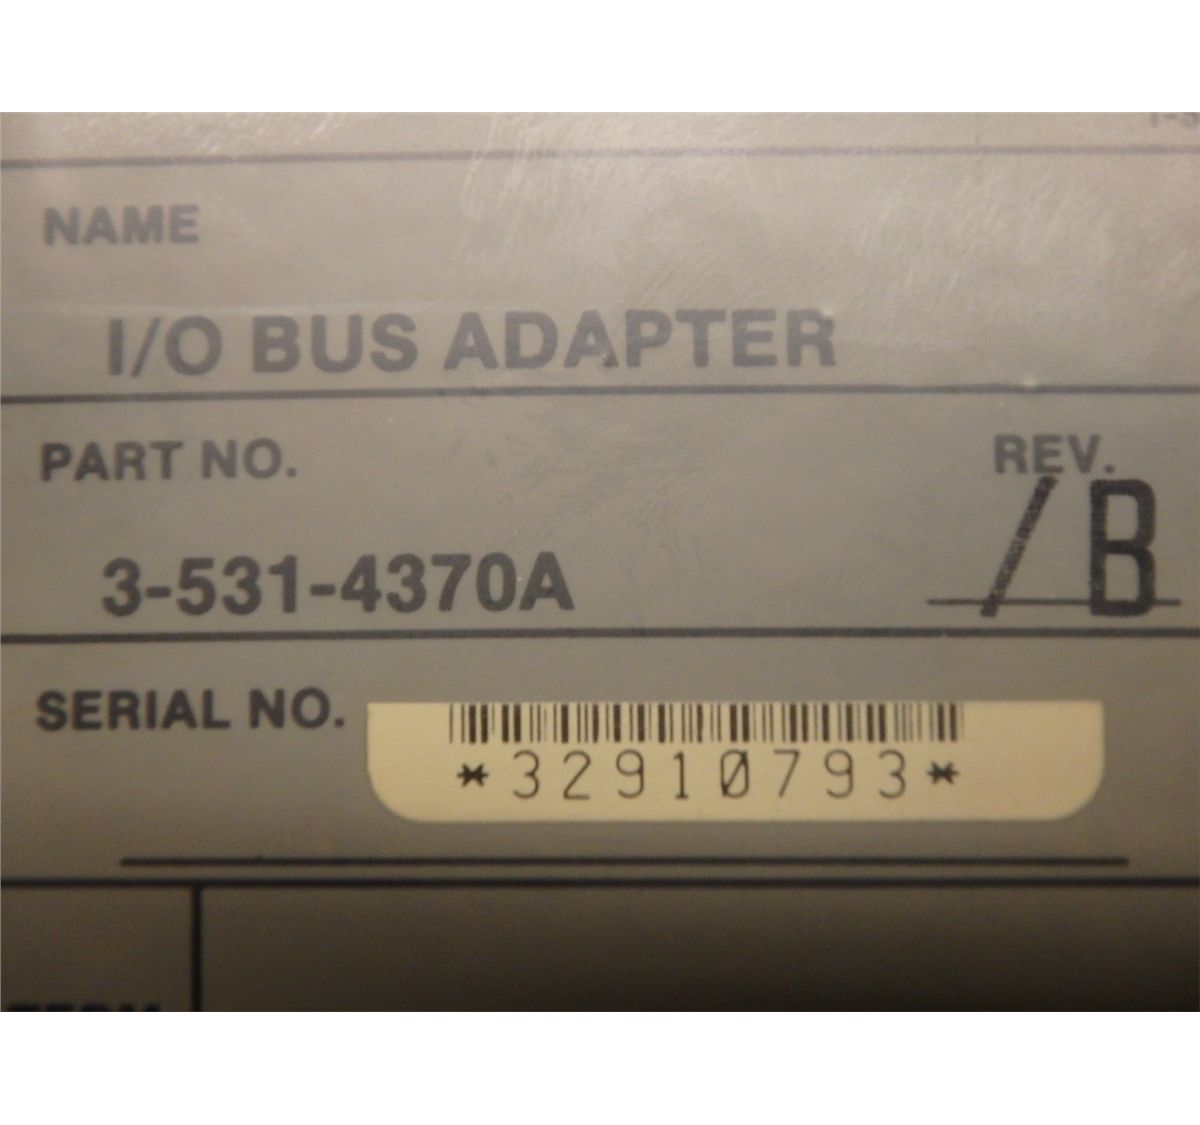 NAME
I/O BUS ADAPTER
PART NO.
REV.
3-531-4370A
/B
SERIAL NO.
*32910793*